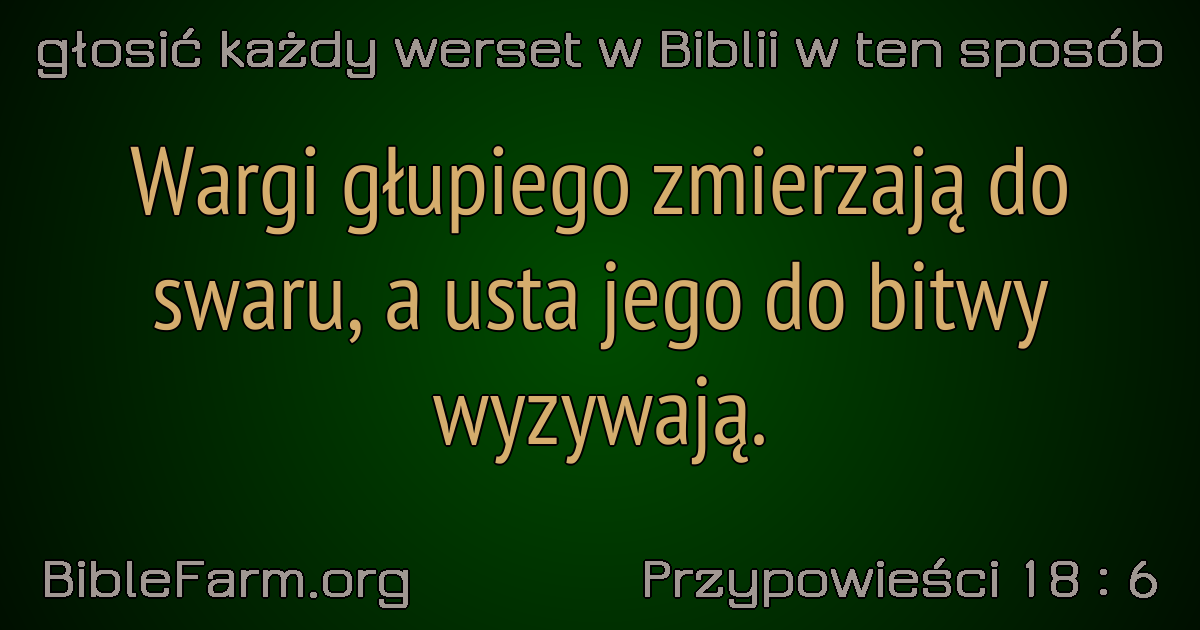 głosić każdy werset w Biblii w ten sposób
Wargi głupiego zmierzają do
swaru, a usta jego do bitwy
wyzywają.
BibleFarm.org
Przypowieści 18 : 6